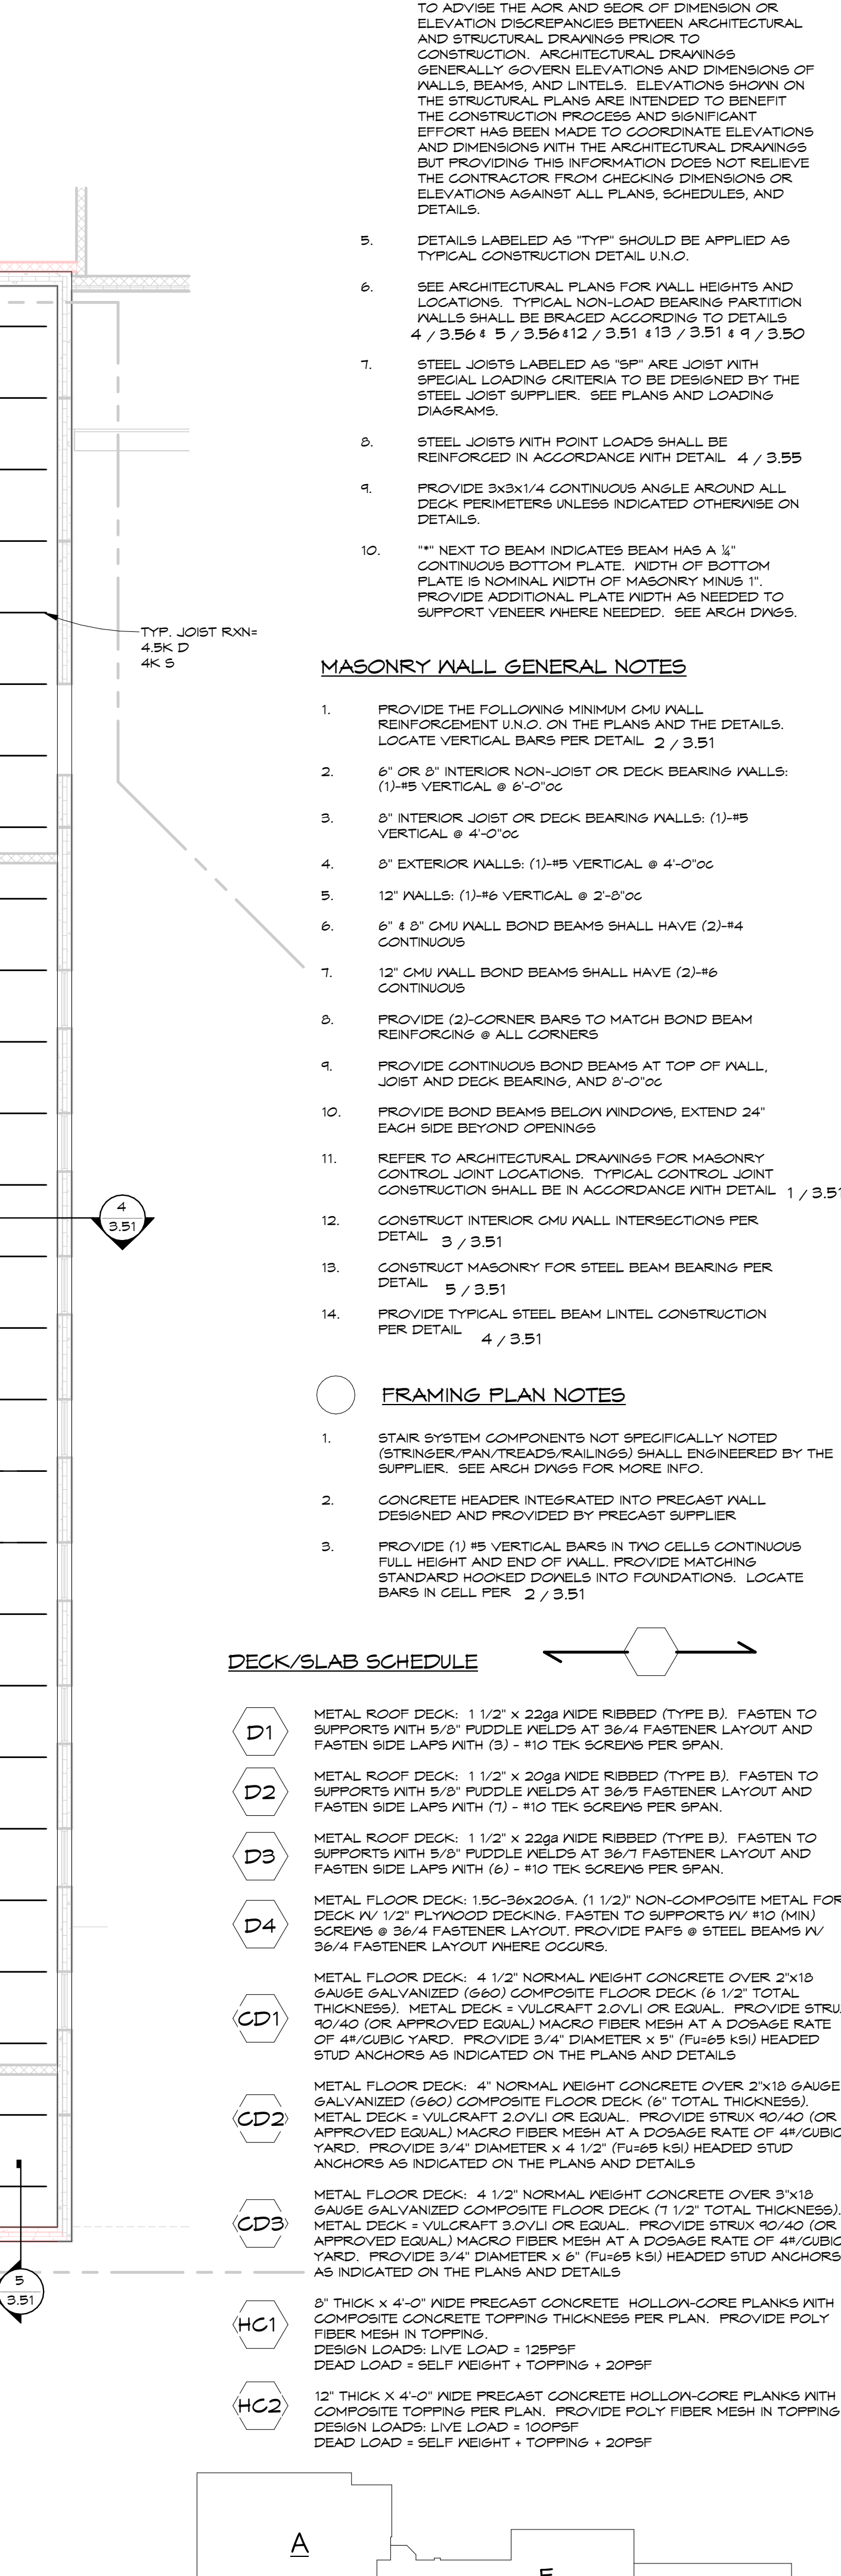 TO ADVISE THE AOR AND SEOR OF DIMENSION OR
ELEVATION DISCREPANCIES BETWEEN ARCHITECTURAL
AND STRUCTURAL DRAWINGS PRIOR TO
CONSTRUCTION. ARCHITECTURAL DRAWINGS
GENERALLY GOVERN ELEVATIONS AND DIMENSIONS OF
WALLS, BEAMS, AND LINTELS. ELEVATIONS SHOWN ON
THE STRUCTURAL PLANS ARE INTENDED TO BENEFIT
THE CONSTRUCTION PROCESS AND SIGNIFICANT
EFFORT HAS BEEN MADE TO COORDINATE ELEVATIONS
AND DIMENSIONS WITH THE ARCHITECTURAL DRAWINGS
BUT PROVIDING THIS INFORMATION DOES NOT RELIEVE
THE CONTRACTOR FROM CHECKING DIMENSIONS OR
ELEVATIONS AGAINST ALL PLANS, SCHEDULES, AND
DETAILS.
5. DETAILS LABELED AS "TYP" SHOULD BE APPLIED AS
TYPICAL CONSTRUCTION DETAIL U.N.O.
6. SEE ARCHITECTURAL PLANS FOR WALL HEIGHTS AND
LOCATIONS. TYPICAL NON-LOAD BEARING PARTITION
WALLS SHALL BE BRACED ACCORDING TO DETAILS
4 / 3.56 & 5 / 3.56 & 12 / 3.51 & 13 / 3.51 & 9 / 3.50
7. STEEL JOISTS LABELED AS "SP" ARE JOIST WITH
SPECIAL LOADING CRITERIA TO BE DESIGNED BY THE
STEEL JOIST SUPPLIER. SEE PLANS AND LOADING
DIAGRAMS.
8. STEEL JOISTS WITH POINT LOADS SHALL BE
REINFORCED IN ACCORDANCE WITH DETAIL 4 / 3.55
9. PROVIDE 3x3x1/4 CONTINUOUS ANGLE AROUND ALL
DECK PERIMETERS UNLESS INDICATED OTHERWISE ON
DETAILS.
10. "*" NEXT TO BEAM INDICATES BEAM HAS A ¼"
CONTINUOUS BOTTOM PLATE. WIDTH OF BOTTOM
PLATE IS NOMINAL WIDTH OF MASONRY MINUS 1".
PROVIDE ADDITIONAL PLATE WIDTH AS NEEDED TO
SUPPORT VENEER WHERE NEEDED. SEE ARCH DWGS.
TYP. JOIST RXN=
4.5K D
4K S
MASONRY WALL GENERAL NOTES
1. PROVIDE THE FOLLOWING MINIMUM CMU WALL
REINFORCEMENT U.N.O. ON THE PLANS AND THE DETAILS.
LOCATE VERTICAL BARS PER DETAIL 2 / 3.51
2. 6" OR 8" INTERIOR NON-JOIST OR DECK BEARING WALLS:
(1)-#5 VERTICAL @ 6'-0"oc
3. 8" INTERIOR JOIST OR DECK BEARING WALLS: (1)-#5
VERTICAL @ 4'-0"oc
4. 8" EXTERIOR WALLS: (1)-#5 VERTICAL @ 4'-0"oc
5. 12" WALLS: (1)-#6 VERTICAL @ 2'-8"oc
6. 6" & 8" CMU WALL BOND BEAMS SHALL HAVE (2)-#4
CONTINUOUS
7. 12" CMU WALL BOND BEAMS SHALL HAVE (2)-#6
CONTINUOUS
8. PROVIDE (2)-CORNER BARS TO MATCH BOND BEAM
REINFORCING @ ALL CORNERS
9. PROVIDE CONTINUOUS BOND BEAMS AT TOP OF WALL,
JOIST AND DECK BEARING, AND 8'-0"oc
10. PROVIDE BOND BEAMS BELOW WINDOWS, EXTEND 24"
EACH SIDE BEYOND OPENINGS
11. REFER TO ARCHITECTURAL DRAWINGS FOR MASONRY
CONTROL JOINT LOCATIONS. TYPICAL CONTROL JOINT
CONSTRUCTION SHALL BE IN ACCORDANCE WITH DETAIL 1 / 3.51
4
3.51
12. CONSTRUCT INTERIOR CMU WALL INTERSECTIONS PER
DETAIL 3 / 3.51
13. CONSTRUCT MASONRY FOR STEEL BEAM BEARING PER
DETAIL 5 / 3.51
14. PROVIDE TYPICAL STEEL BEAM LINTEL CONSTRUCTION
PER DETAIL 4 / 3.51
FRAMING PLAN NOTES
1. STAIR SYSTEM COMPONENTS NOT SPECIFICALLY NOTED
(STRINGER/PAN/TREADS/RAILINGS) SHALL ENGINEERED BY THE
SUPPLIER. SEE ARCH DWGS FOR MORE INFO.
2. CONCRETE HEADER INTEGRATED INTO PRECAST WALL
DESIGNED AND PROVIDED BY PRECAST SUPPLIER
3. PROVIDE (1) #5 VERTICAL BARS IN TWO CELLS CONTINUOUS
FULL HEIGHT AND END OF WALL. PROVIDE MATCHING
STANDARD HOOKED DOWELS INTO FOUNDATIONS. LOCATE
BARS IN CELL PER 2 / 3.51
DECK/SLAB SCHEDULE
D1 METAL ROOF DECK: 1 1/2" x 22ga WIDE RIBBED (TYPE B). FASTEN TO
SUPPORTS WITH 5/8" PUDDLE WELDS AT 36/4 FASTENER LAYOUT AND
FASTEN SIDE LAPS WITH (3) - #10 TEK SCREWS PER SPAN.
D2 METAL ROOF DECK: 1 1/2" x 20ga WIDE RIBBED (TYPE B). FASTEN TO
SUPPORTS WITH 5/8" PUDDLE WELDS AT 36/5 FASTENER LAYOUT AND
FASTEN SIDE LAPS WITH (7) - #10 TEK SCREWS PER SPAN.
D3 METAL ROOF DECK: 1 1/2" x 22ga WIDE RIBBED (TYPE B). FASTEN TO
SUPPORTS WITH 5/8" PUDDLE WELDS AT 36/7 FASTENER LAYOUT AND
FASTEN SIDE LAPS WITH (6) - #10 TEK SCREWS PER SPAN.
D4 METAL FLOOR DECK: 1.5C-36x20GA. (1 1/2)" NON-COMPOSITE METAL FOR
DECK W/ 1/2" PLYWOOD DECKING. FASTEN TO SUPPORTS W/ #10 (MIN)
SCREWS @ 36/4 FASTENER LAYOUT. PROVIDE PAFS @ STEEL BEAMS W/
36/4 FASTENER LAYOUT WHERE OCCURS.
CD1 METAL FLOOR DECK: 4 1/2" NORMAL WEIGHT CONCRETE OVER 2"x18
GAUGE GALVANIZED (G60) COMPOSITE FLOOR DECK (6 1/2" TOTAL
THICKNESS). METAL DECK = VULCRAFT 2.0VLI OR EQUAL. PROVIDE STRU
90/40 (OR APPROVED EQUAL) MACRO FIBER MESH AT A DOSAGE RATE
OF 4#/CUBIC YARD. PROVIDE 3/4" DIAMETER x 5" (Fu=65 KSI) HEADED
STUD ANCHORS AS INDICATED ON THE PLANS AND DETAILS
CD2 METAL FLOOR DECK: 4" NORMAL WEIGHT CONCRETE OVER 2"x18 GAUGE
GALVANIZED (G60) COMPOSITE FLOOR DECK (6" TOTAL THICKNESS).
METAL DECK = VULCRAFT 2.0VLI OR EQUAL. PROVIDE STRUX 90/40 (OR
APPROVED EQUAL) MACRO FIBER MESH AT A DOSAGE RATE OF 4#/CUBIC
YARD. PROVIDE 3/4" DIAMETER x 4 1/2" (Fu=65 KSI) HEADED STUD
ANCHORS AS INDICATED ON THE PLANS AND DETAILS
CD3 METAL FLOOR DECK: 4 1/2" NORMAL WEIGHT CONCRETE OVER 3"x18
GAUGE GALVANIZED COMPOSITE FLOOR DECK (7 1/2" TOTAL THICKNESS).
METAL DECK = VULCRAFT 3.0VLI OR EQUAL. PROVIDE STRUX 90/40 (OR
APPROVED EQUAL) MACRO FIBER MESH AT A DOSAGE RATE OF 4#/CUBIC
YARD. PROVIDE 3/4" DIAMETER x 6" (Fu=65 KSI) HEADED STUD ANCHORS
AS INDICATED ON THE PLANS AND DETAILS
5
3.51
HC1 8" THICK x 4'-0" WIDE PRECAST CONCRETE HOLLOW-CORE PLANKS WITH
COMPOSITE CONCRETE TOPPING THICKNESS PER PLAN. PROVIDE POLY
FIBER MESH IN TOPPING.
DESIGN LOADS: LIVE LOAD = 125PSF
DEAD LOAD = SELF WEIGHT + TOPPING + 20PSF
HC2 12" THICK X 4'-0" WIDE PRECAST CONCRETE HOLLOW-CORE PLANKS WITH
COMPOSITE TOPPING PER PLAN. PROVIDE POLY FIBER MESH IN TOPPING
DESIGN LOADS: LIVE LOAD = 100PSF
DEAD LOAD = SELF WEIGHT + TOPPING + 20PSF
A